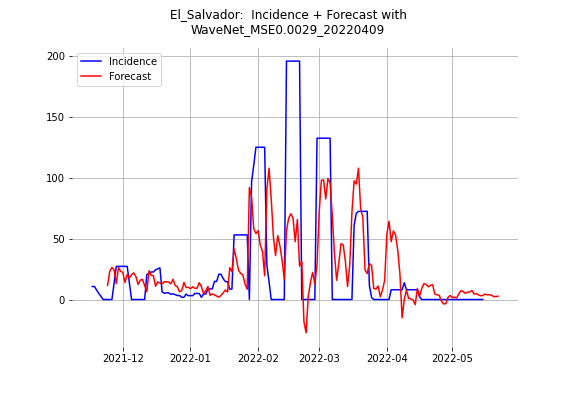 El_Salvador:  Incidence + Forecast with
WaveNet_MSE0.0029_20220409
Incidence
Forecast
200
150
100
50
0
2021-12
2022-01
2022-02
2022-03
2022-04
2022-05